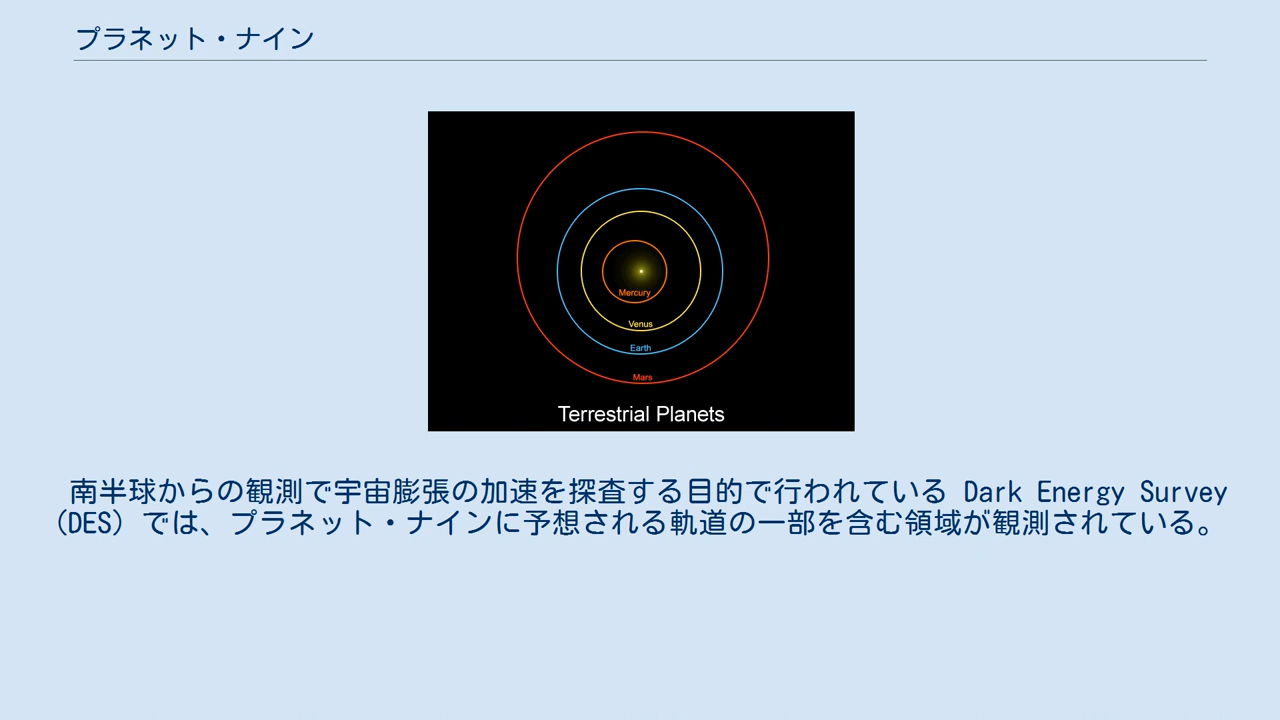 プラネット・ナイン
Mercury
Venus
Earth
Mars
Terrestrial Planets
南半球からの観測で宇宙膨張の加速を探査する目的で行われている Dark Energy Survey
(DES) では、プラネット・ナインに予想される軌道の一部を含む領域が観測されている。